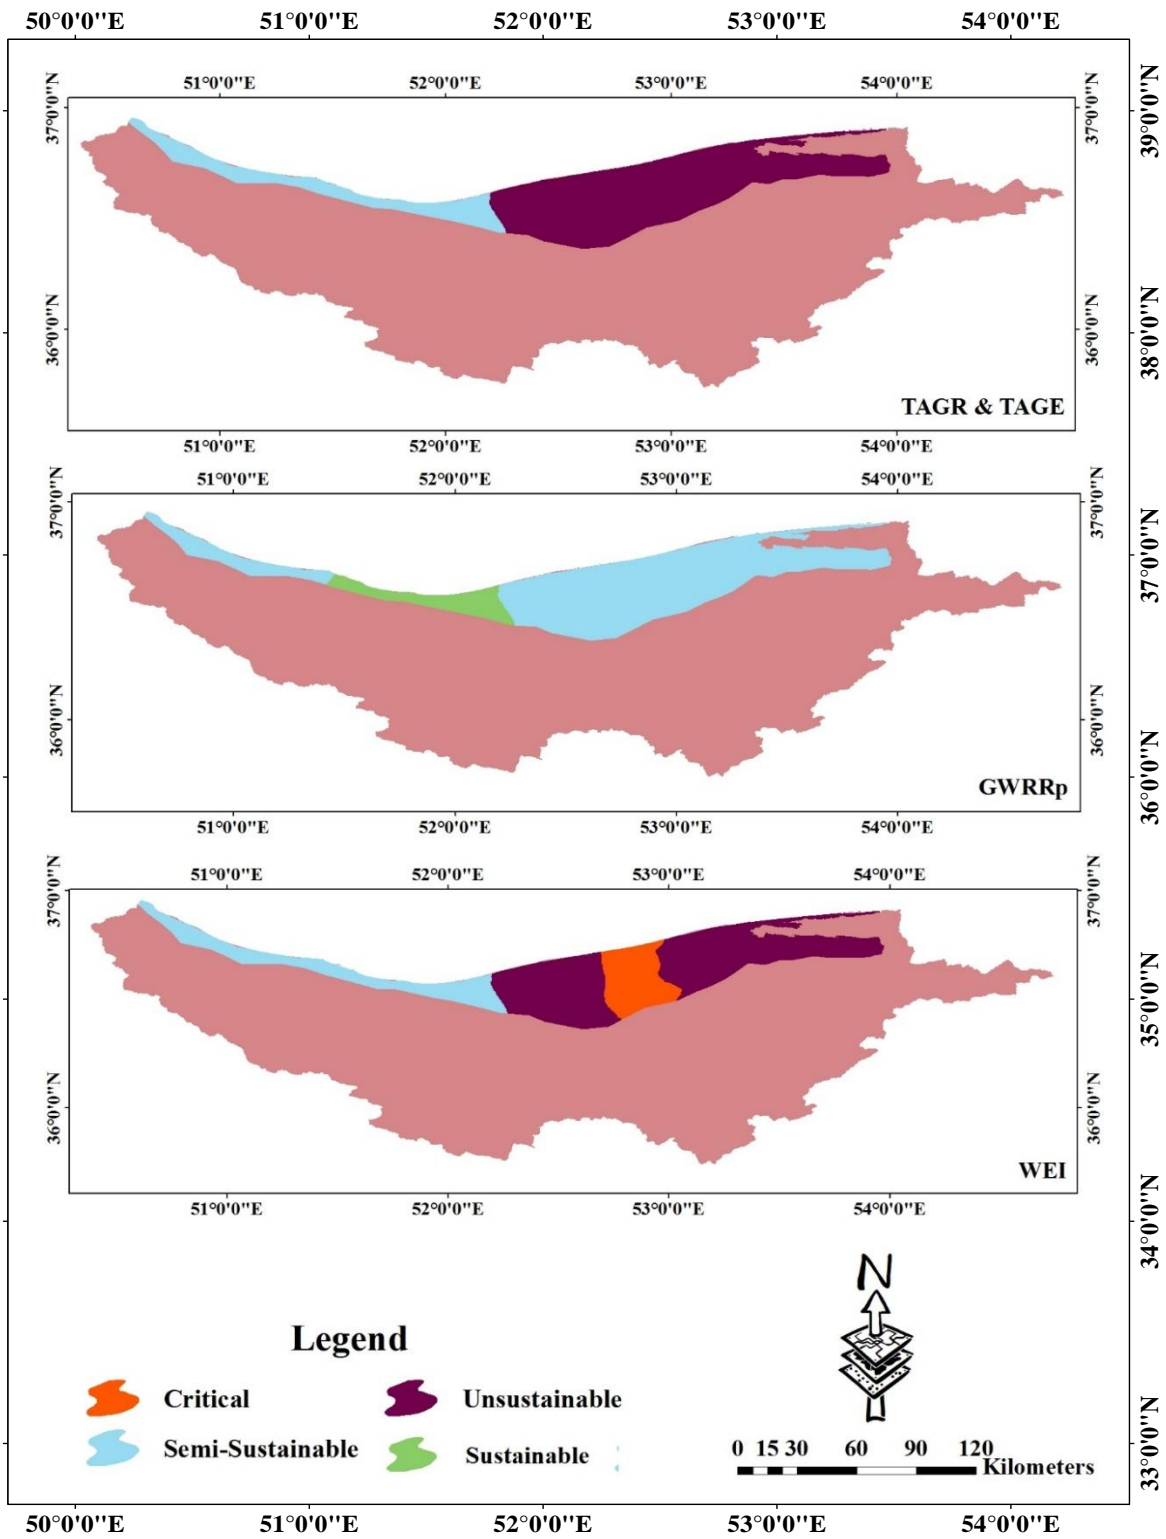 50°0'0"E 51°0'0"E 52°0'0"E 53°0'0"E 54°0'0"E
51°0'0"E 52°0'0"E 53°0'0"E 54°0'0"E
37°0'0"N
36°0'0"N
37°0'0"N
36°0'0"N
TAGR & TAGE
51°0'0"E 52°0'0"E 53°0'0"E 54°0'0"E
51°0'0"E 52°0'0"E 53°0'0"E 54°0'0"E
37°0'0"N
36°0'0"N
37°0'0"N
36°0'0"N
GWRRp
51°0'0"E 52°0'0"E 53°0'0"E 54°0'0"E
51°0'0"E 52°0'0"E 53°0'0"E 54°0'0"E
37°0'0"N
36°0'0"N
37°0'0"N
36°0'0"N
WEI
51°0'0"E 52°0'0"E 53°0'0"E 54°0'0"E
39°0'0"N
38°0'0"N
37°0'0"N
36°0'0"N
35°0'0"N
34°0'0"N
33°0'0"N
N
Legend
Critical
Unsustainable
Semi-Sustainable
Sustainable
0 15 30 60 90 120
Kilometers
50°0'0"E 51°0'0"E 52°0'0"E 53°0'0"E 54°0'0"E